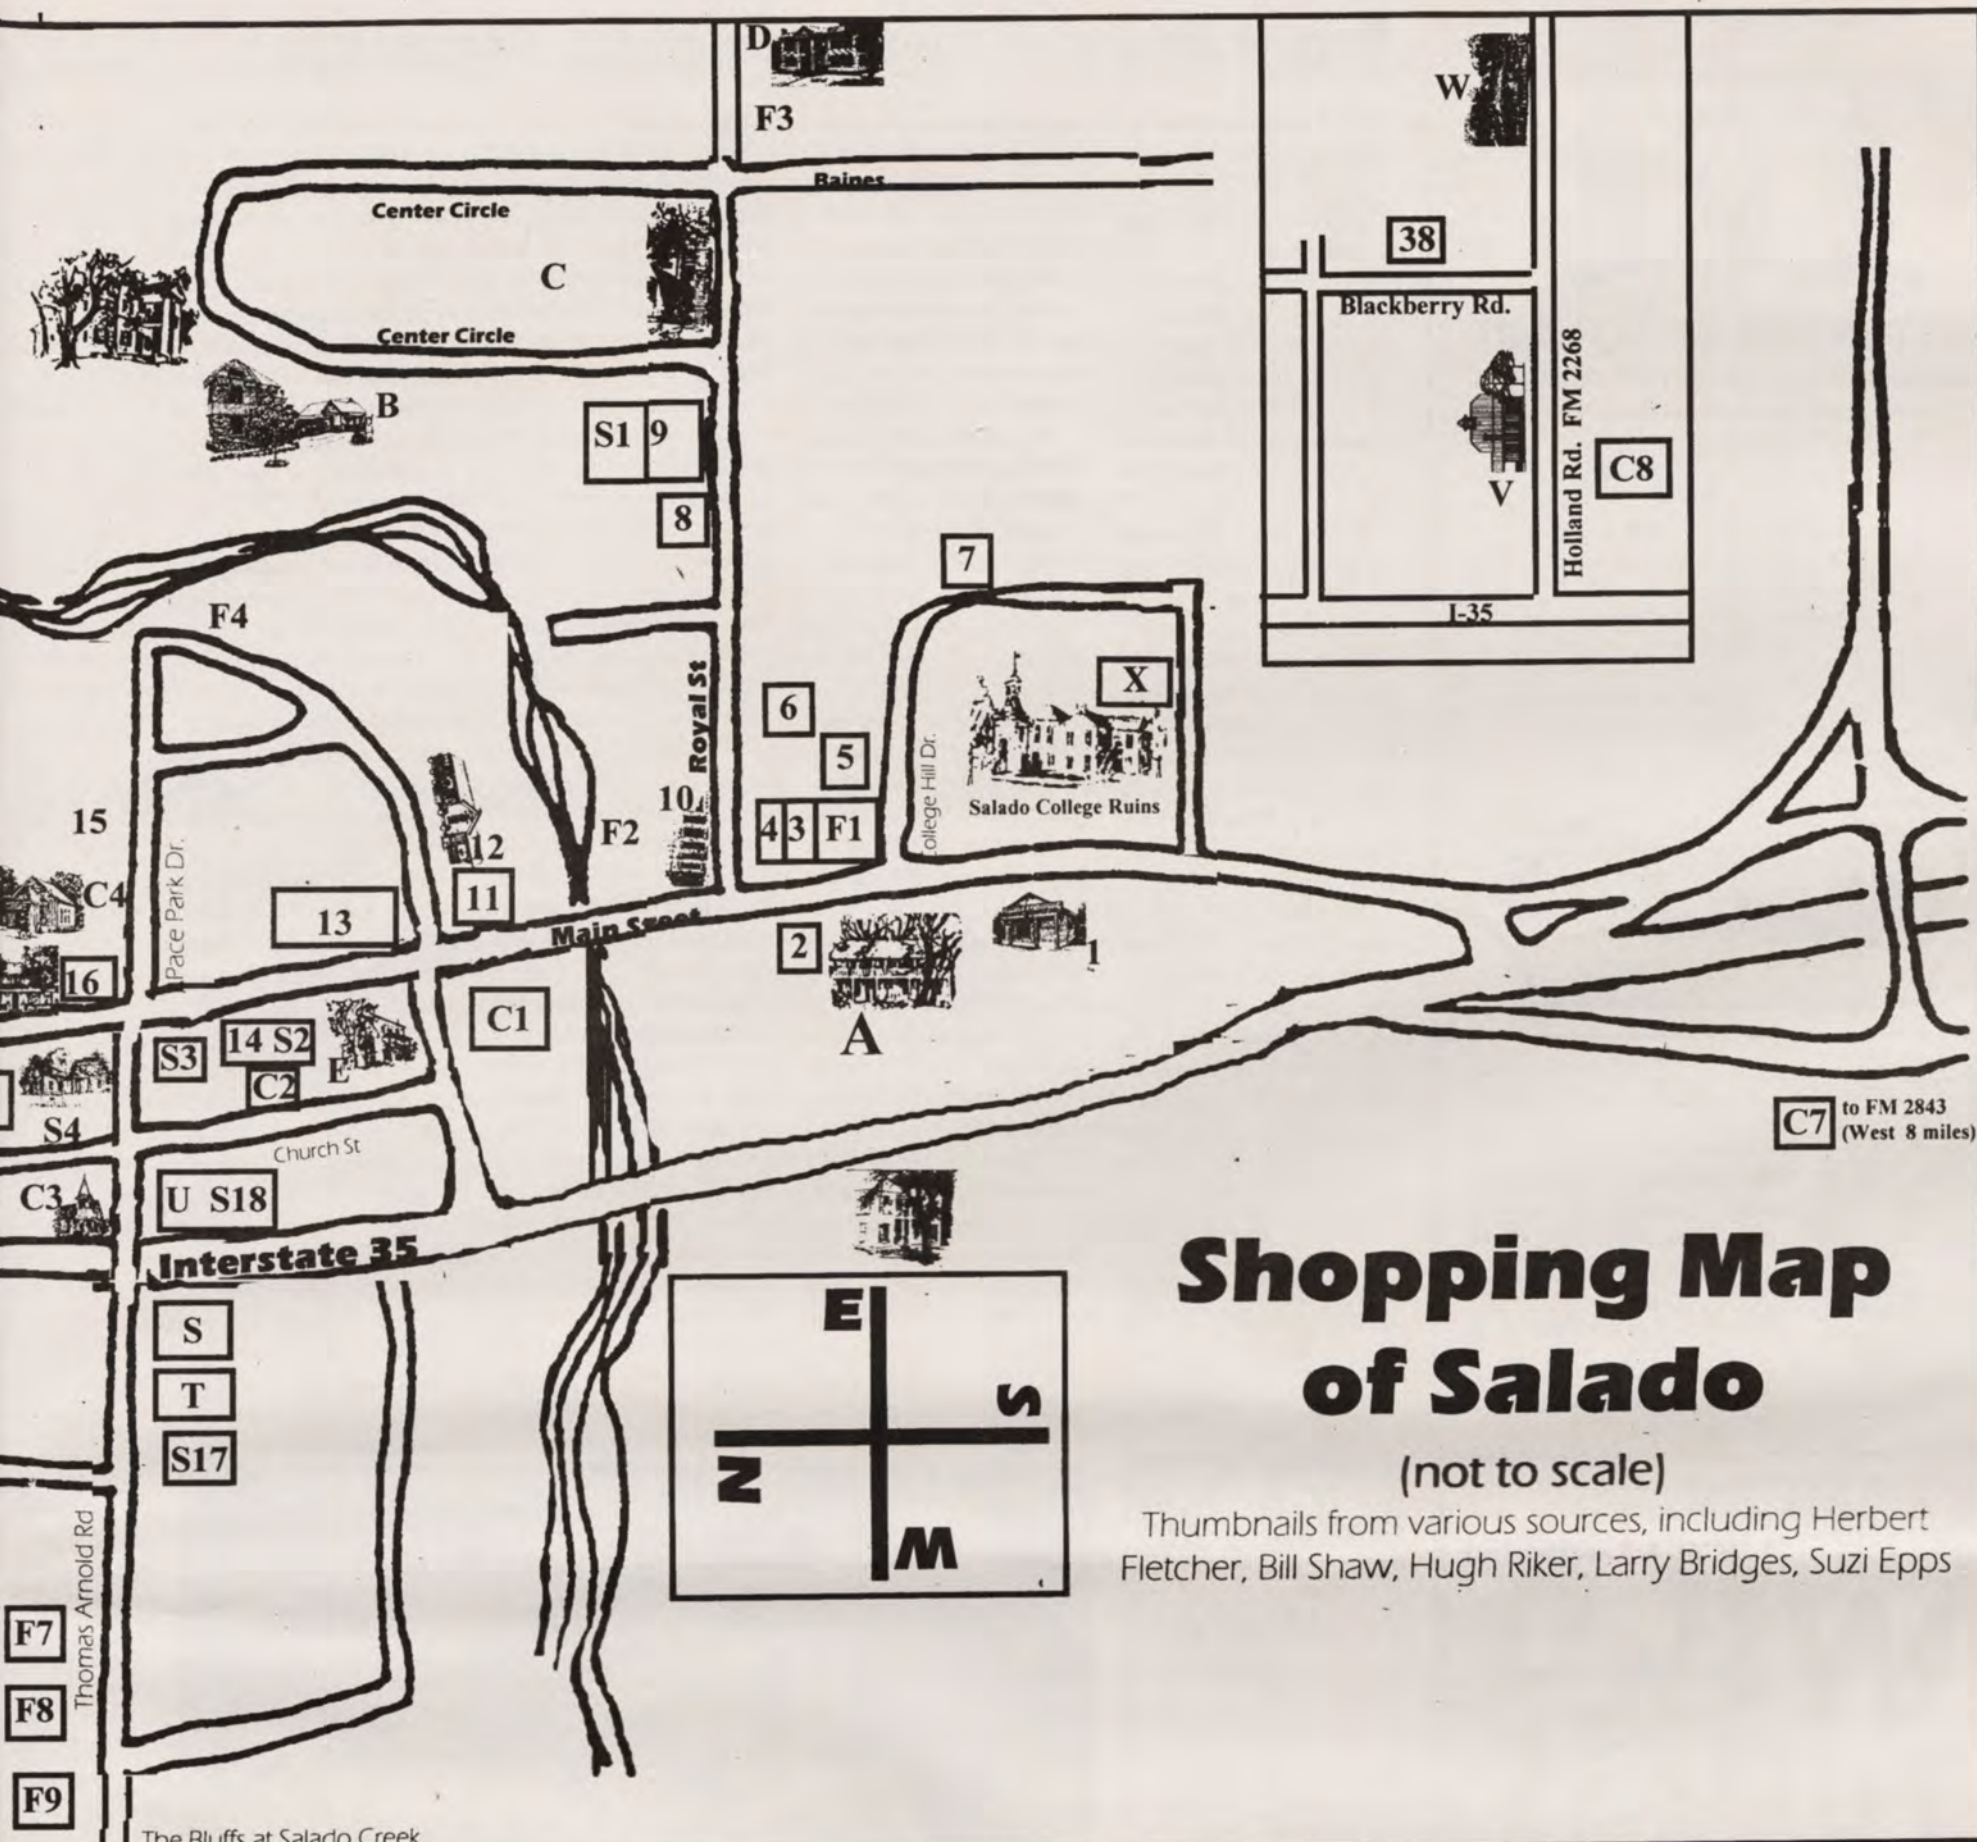 D
F3
Baines
Center Circle
C
Center Circle
B
S1 9
8
F4
7
W
38
Blackberry Rd.
Holland Rd. FM 2268
C8
V
I-35
X
6
5
Royal St
College Hill Dr.
Salado College Ruins
10
4 3 F1
F2
15
12
Pace Park Dr.
C4
11
13
Main Street
2
1
16
C1
A
14 S2
S3
E
C2
S4
Church St
C7
to FM 2843
(West 8 miles)
C3
U S18
Interstate 35
S
T
S17
E
S
N
W
Shopping Map
of Salado
(not to scale)
Thumbnails from various sources, including Herbert
Fletcher, Bill Shaw, Hugh Riker, Larry Bridges, Suzi Epps
Thomas Arnold Rd
F7
F8
F9
The Bluffs at Salado Creek